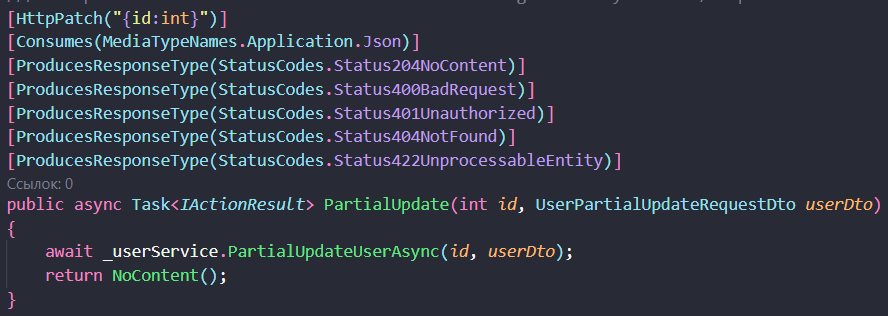 [HttpPatch("{id:int}")]
[Consumes(MediaTypeNames.Application.Json)]
[ProducesResponseType(StatusCodes.Status204NoContent)]
[ProducesResponseType(StatusCodes.Status400BadRequest)]
[ProducesResponseType(StatusCodes.Status401Unauthorized)]
[ProducesResponseType(StatusCodes.Status404NotFound)]
[ProducesResponseType(StatusCodes.Status422UnprocessableEntity)]
Ссылок: 0
public async Task<IActionResult> PartialUpdate(int id, UserPartialUpdateRequestDto userDto)
{
    await _userService.PartialUpdateUserAsync(id, userDto);
    return NoContent();
}